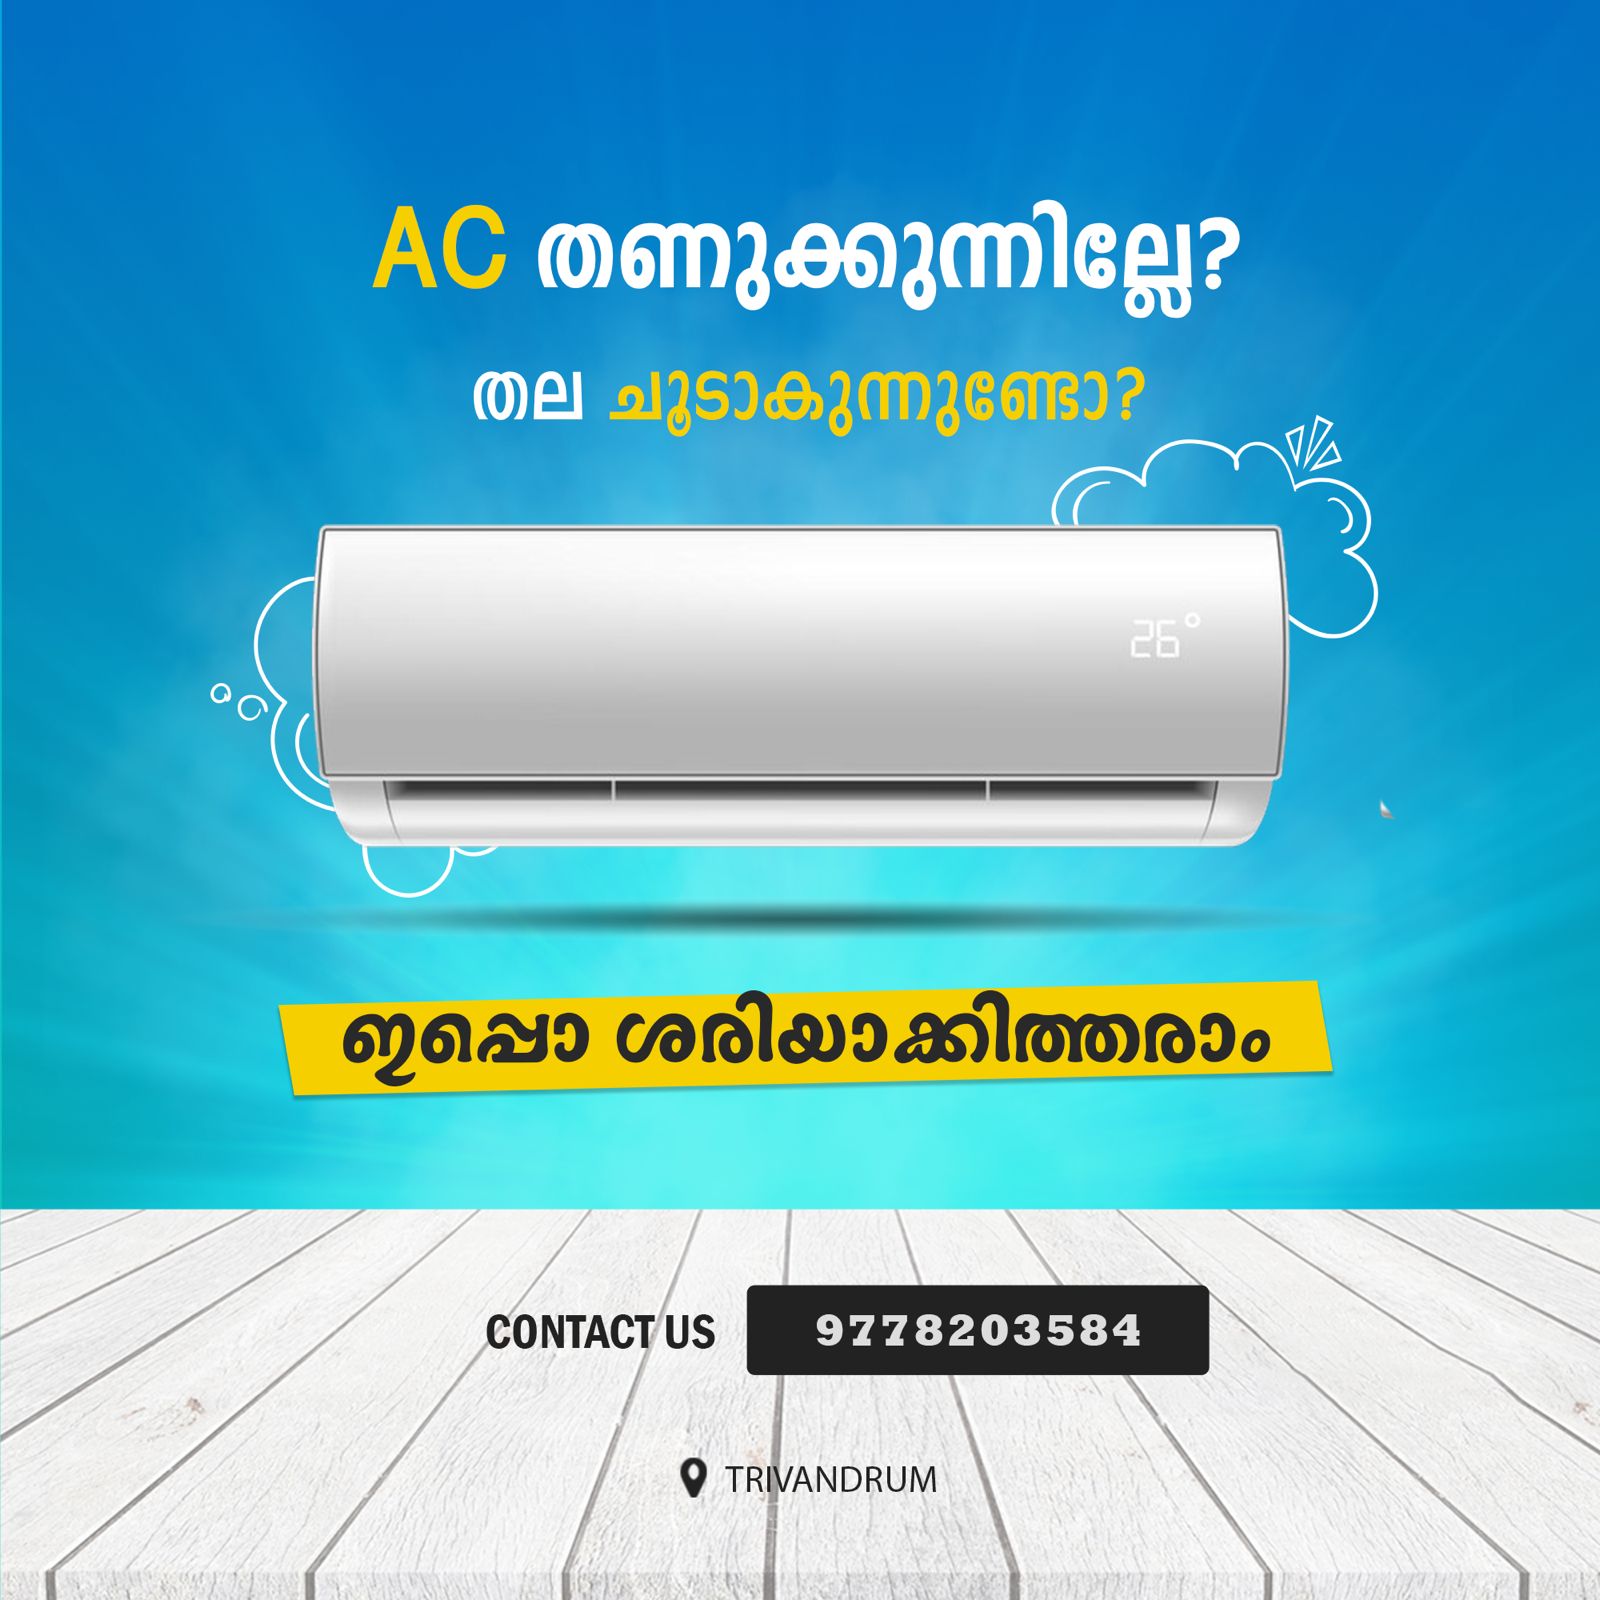 AC തണുക്കുന്നില്ലേ?
തല ചൂടാകുന്നുണ്ടോ?
26°
ഇപ്പൊ ശരിയാക്കിത്തരാം
CONTACT US 9778203584
TRIVANDRUM